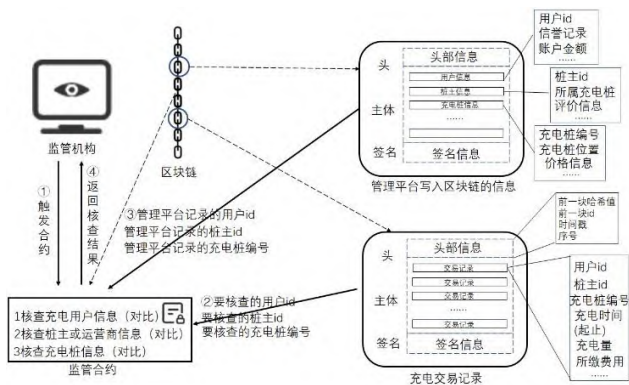 用户id
信誉记录
账户金额
......
头
头部信息
用户信息
桩主信息
充电桩信息
......
主体
签名
签名信息
管理平台写入区块链的信息
桩主id
所属充电桩
评价信息
......
充电桩编号
充电桩位置
价格信息
......
监管机构
区块链
①触发合约
④返回核查结果
③管理平台记录的用户id
管理平台记录的桩主id
管理平台记录的充电桩编号
②要核查的用户id
要核查的桩主id
要核查的充电桩编号
1核查充电用户信息（对比）
2核查桩主或运营商信息（对比）
3核查充电桩信息（对比）
监管合约
前一块哈希值
前一块id
时间戳
序号
头
头部信息
交易记录
交易记录
交易记录
......
交易记录
主体
签名
签名信息
充电交易记录
用户id
桩主id
充电桩编号
充电时间
(起止)
充电量
所缴费用
......